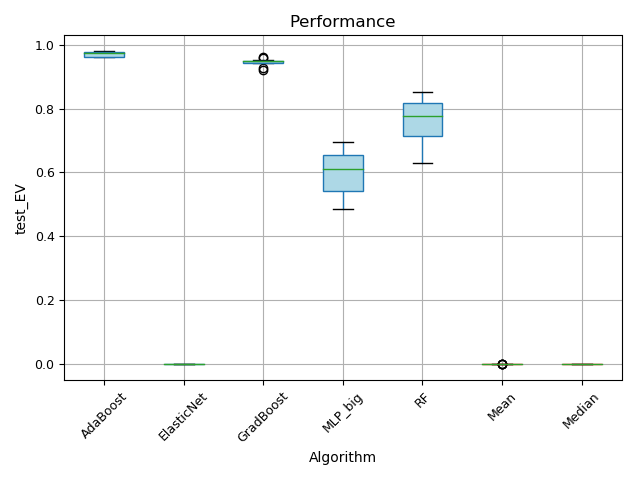 Performance
test_EV
1.0
0.8
0.6
0.4
0.2
0.0
AdaBoost
ElasticNet
GradBoost
MLP_big
RF
Mean
Median
Algorithm